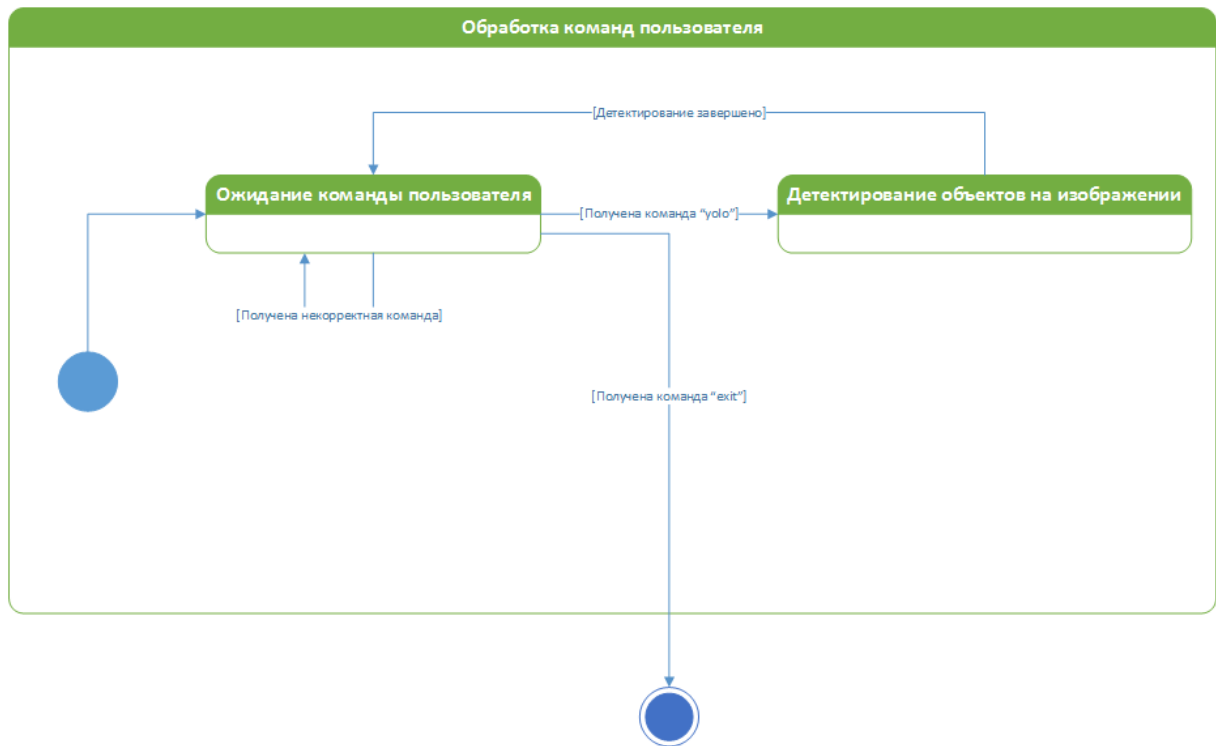 Обработка команд пользователя
[Детектирование завершено]
Ожидание команды пользователя
Детектирование объектов на изображении
[Получена команда “yolo”]
[Получена некорректная команда]
[Получена команда “exit”]